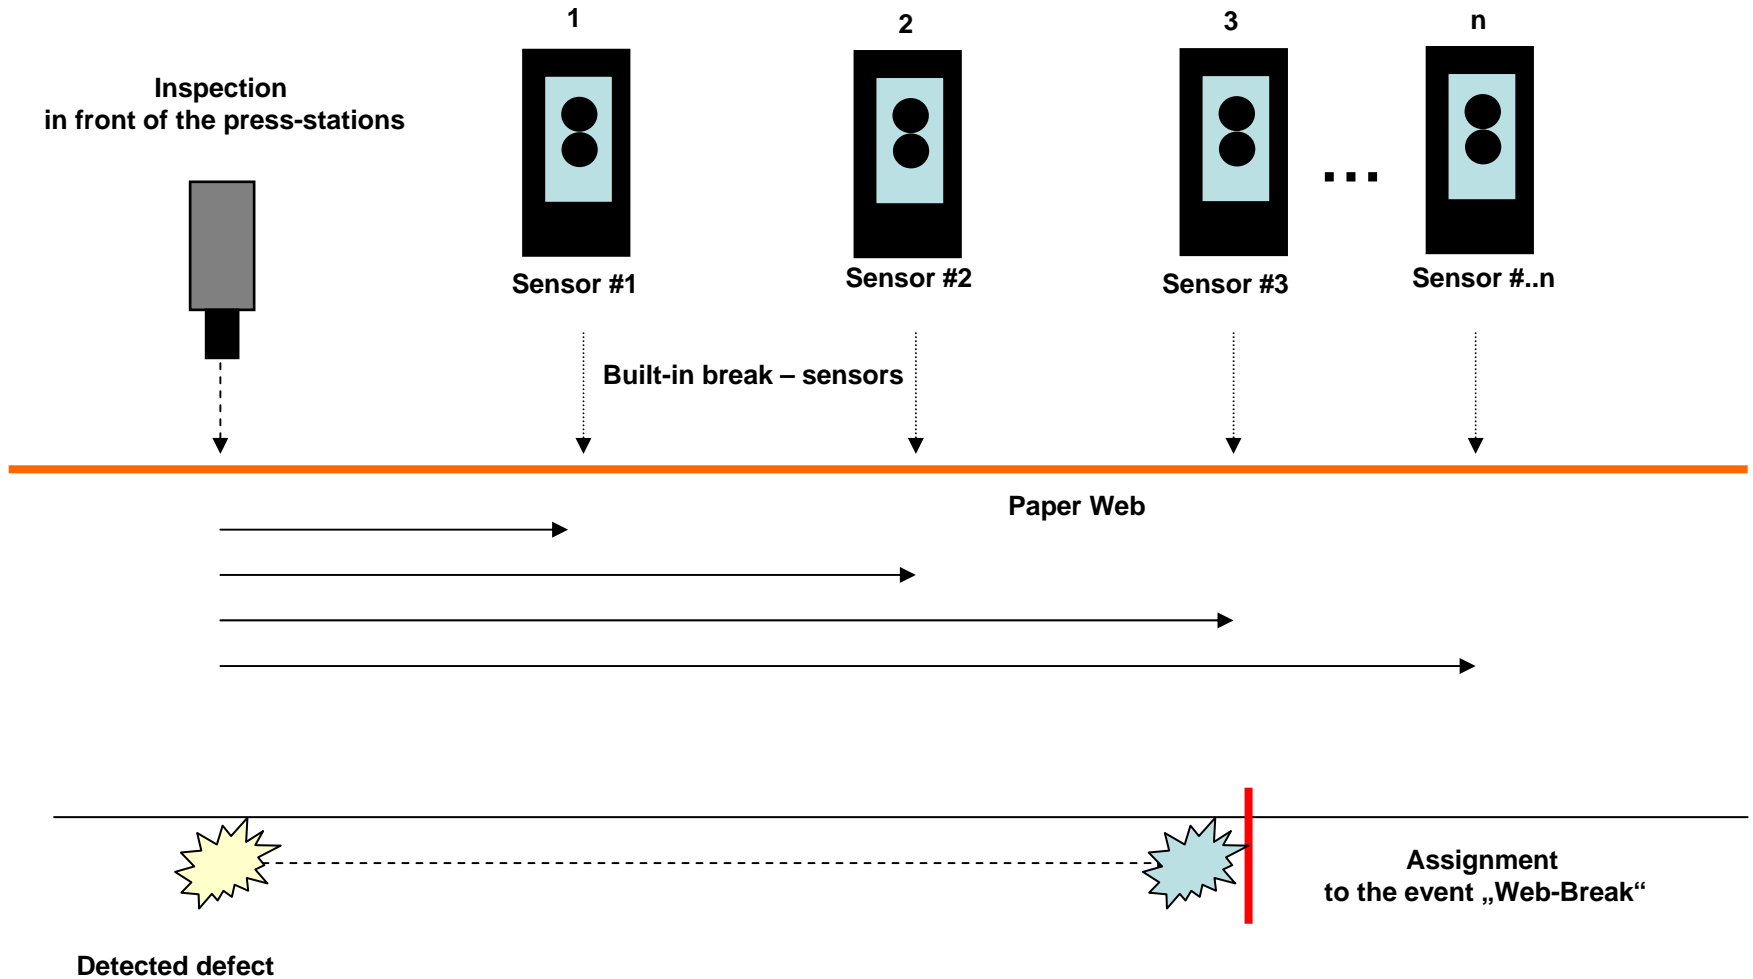 1
2
3
n
Inspection
in front of the press-stations
...
Sensor #1
Sensor #2
Sensor #3
Sensor #..n
Built-in break – sensors
Paper Web
Assignment
to the event „Web-Break“
Detected defect